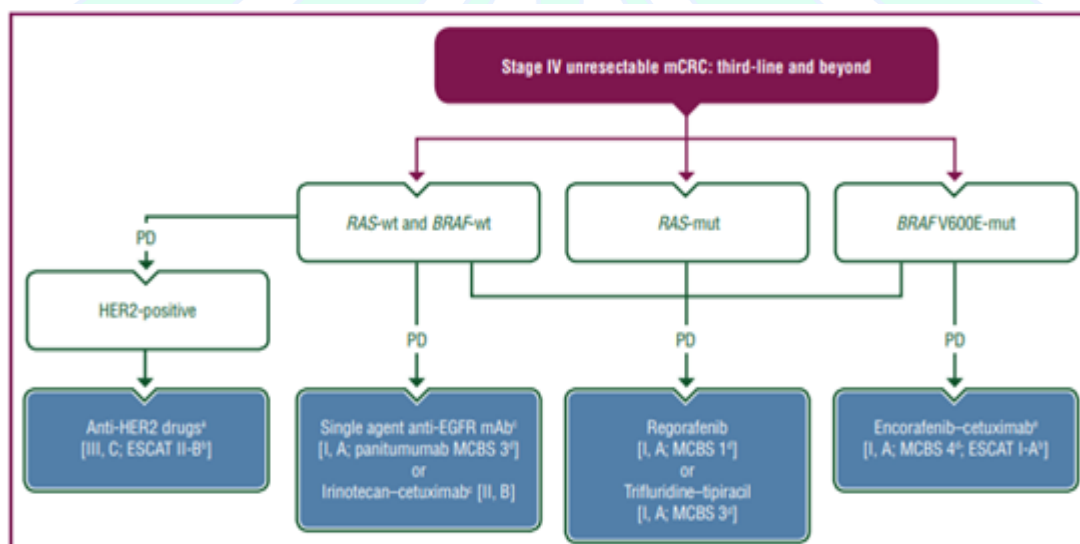 Stage IV unresectable mCRC: third-line and beyond
RAS-wt and BRAF-wt
RAS-mut
BRAF V600E-mut
PD
HER2-positive
PD
PD
PD
Anti-HER2 drugsᵃ
[III, C; ESCAT II-Bᵇ]
Single agent anti-EGFR mAbᶜ
[I, A; panitumumab MCBS 3ᵈ]
or
Irinotecan–cetuximabᶜ [II, B]
Regorafenib
[I, A; MCBS 1ᵈ]
or
Trifluridine–tipiracil
[I, A; MCBS 3ᵈ]
Encorafenib–cetuximabᵉ
[I, A; MCBS 4ᵈ; ESCAT I-Aᵇ]